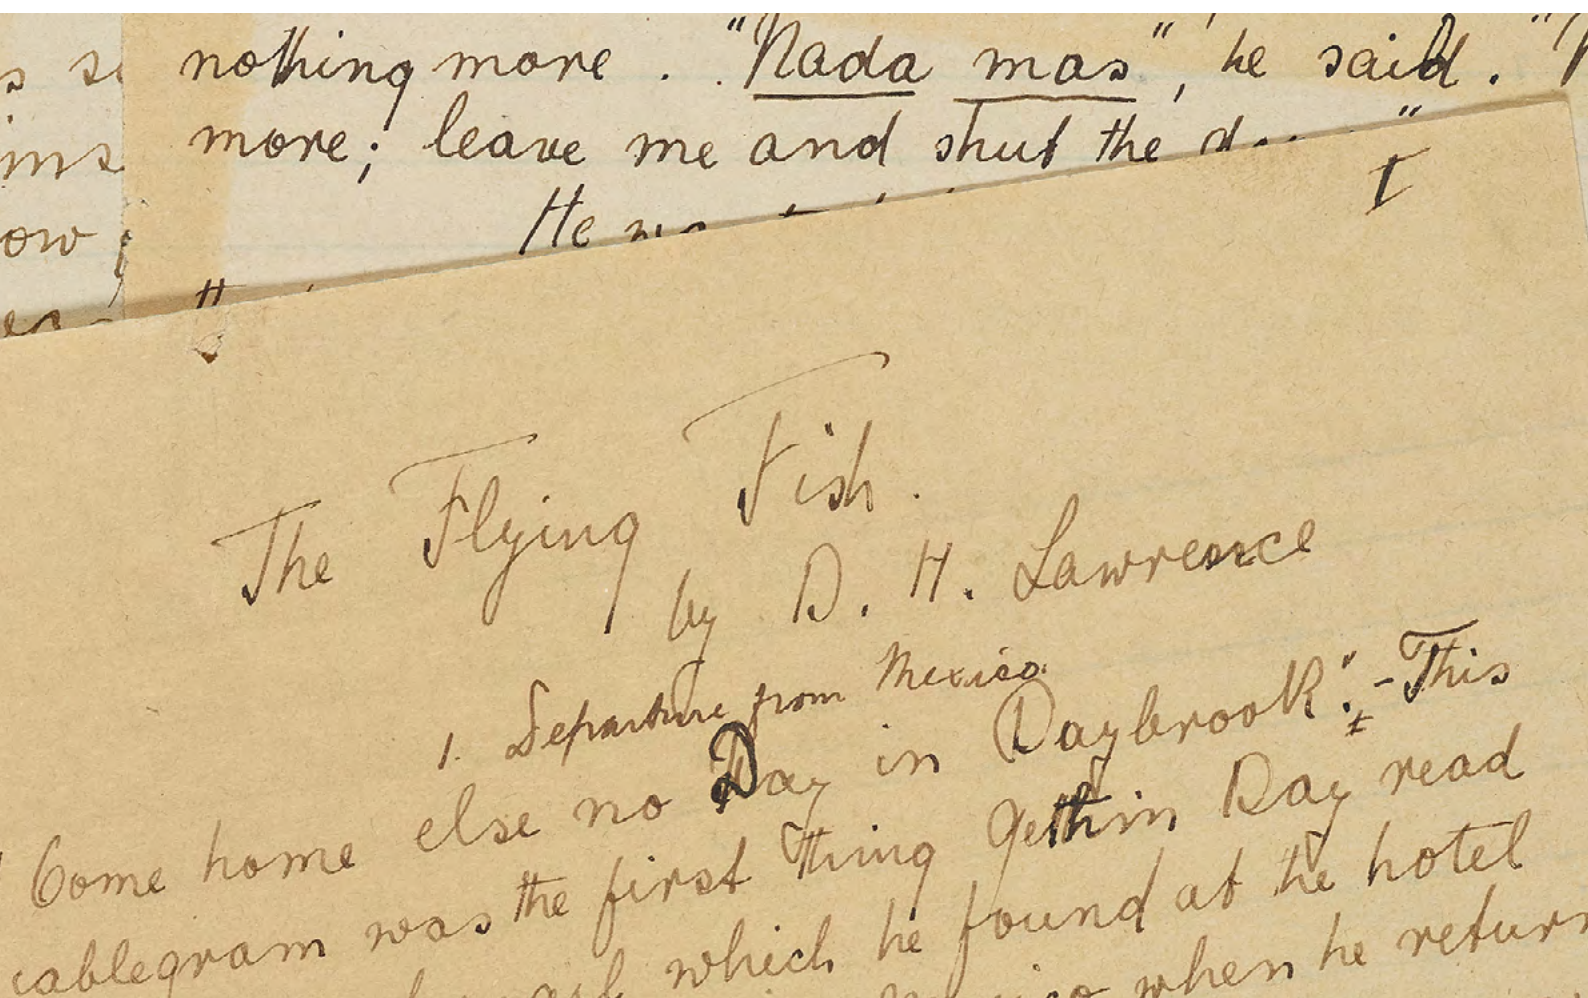 nothing more. "Nada mas", he said. "
more; leave me and shut the
He
I
The Flying Fish.
by D. H. Lawrence
1. Departure from Mexico.
"Come home else no Day in Daybrook". - This
cablegram was the first thing Gethin Day read
which he found at the hotel
when he return
s
ms
ow